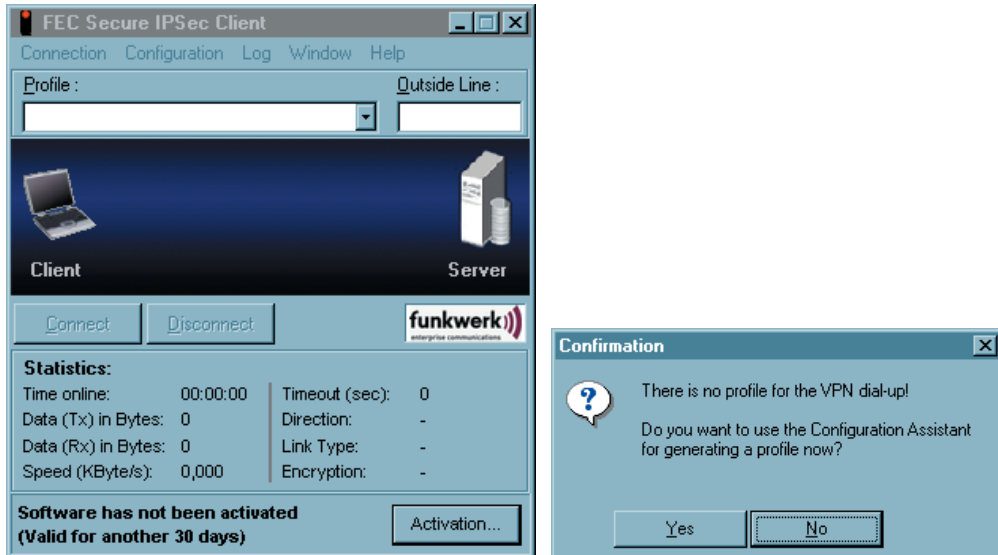 FEC Secure IPSec Client
Connection Configuration Log Window Help
Profile : Outside Line :
Client Server
Connect Disconnect
funkwerk
enterprise communications
Statistics:
Time online: 00:00:00 Timeout (sec): 0
Data (Tx) in Bytes: 0 Direction: -
Data (Rx) in Bytes: 0 Link Type: -
Speed (KByte/s): 0,000 Encryption: -
Software has not been activated
(Valid for another 30 days)
Activation...
Confirmation
There is no profile for the VPN dial-up!
Do you want to use the Configuration Assistant
for generating a profile now?
Yes No